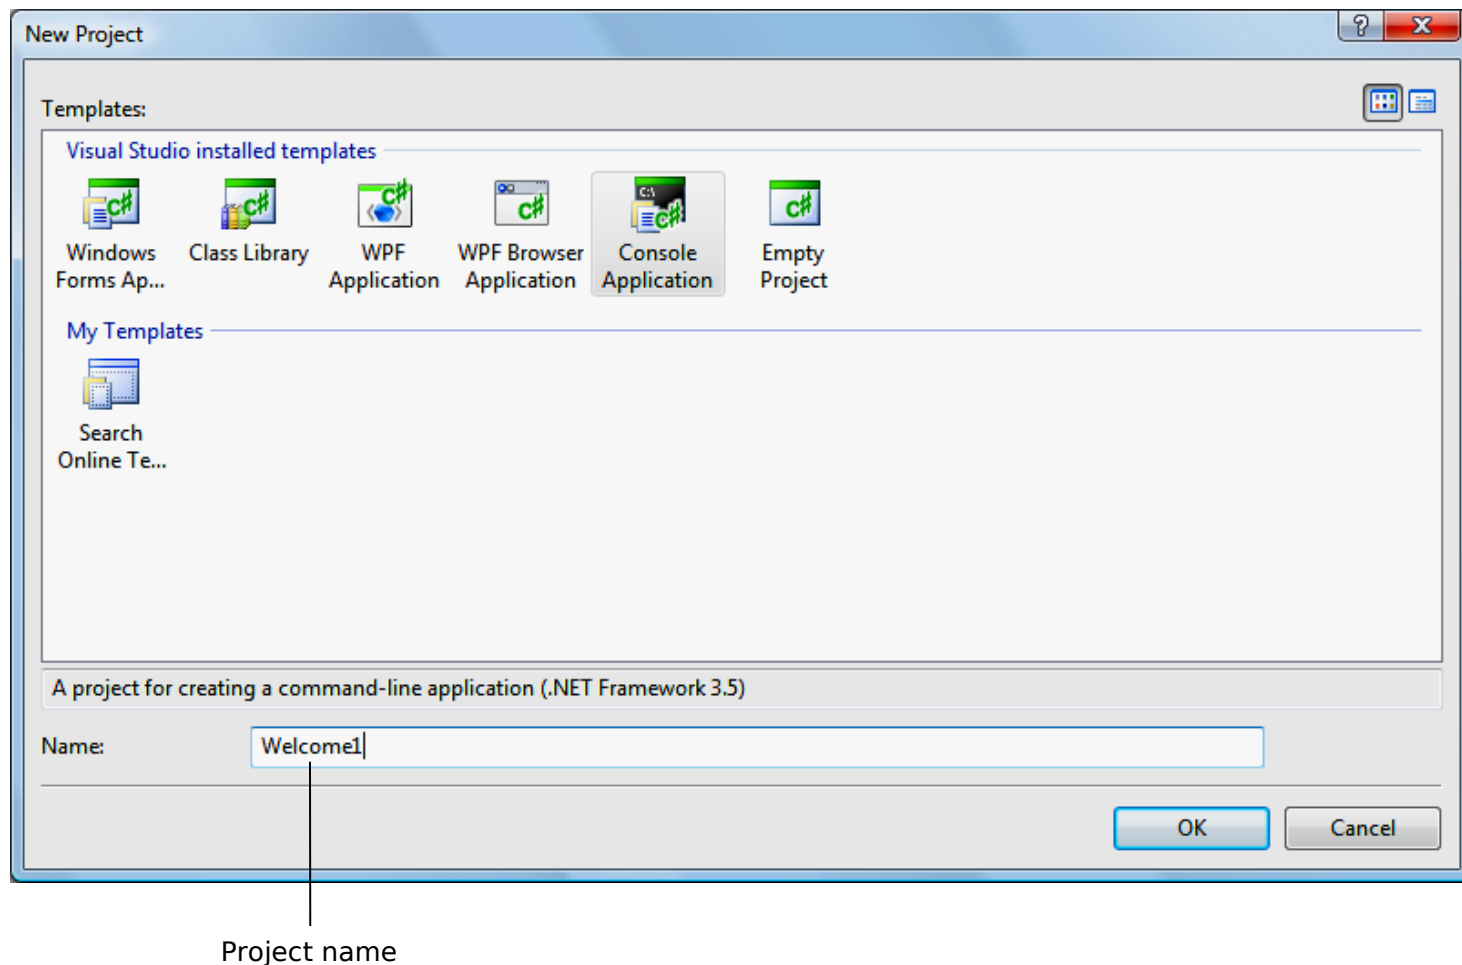 New Project
Templates:
Visual Studio installed templates
Windows Forms Ap...
Class Library
WPF Application
WPF Browser Application
Console Application
Empty Project
My Templates
Search Online Te...
A project for creating a command-line application (.NET Framework 3.5)
Name: Welcome1
OK Cancel
Project name